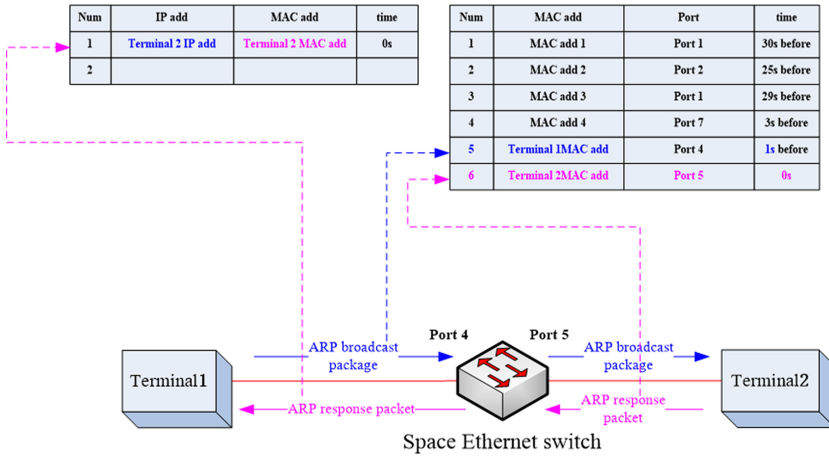 Num IP add MAC add time
1 Terminal 2 IP add Terminal 2 MAC add 0s
2
Num MAC add Port time
1 MAC add 1 Port 1 30s before
2 MAC add 2 Port 2 25s before
3 MAC add 3 Port 1 29s before
4 MAC add 4 Port 7 3s before
5 Terminal 1MAC add Port 4 1s before
6 Terminal 2MAC add Port 5 0s
Port 4
Port 5
ARP broadcast
package
ARP broadcast
package
Terminal1
Terminal2
ARP response packet
ARP response
packet
Space Ethernet switch